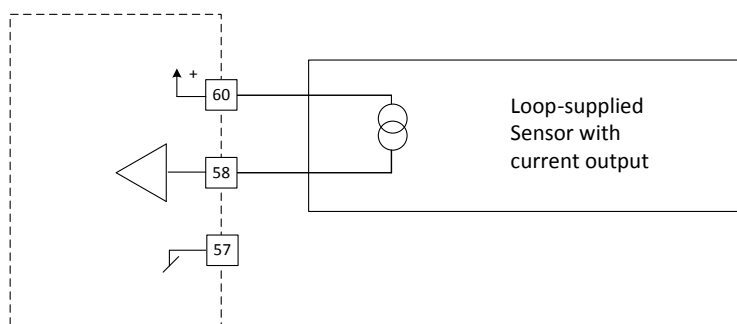 +
60
58
57
Loop-supplied
Sensor with
current output